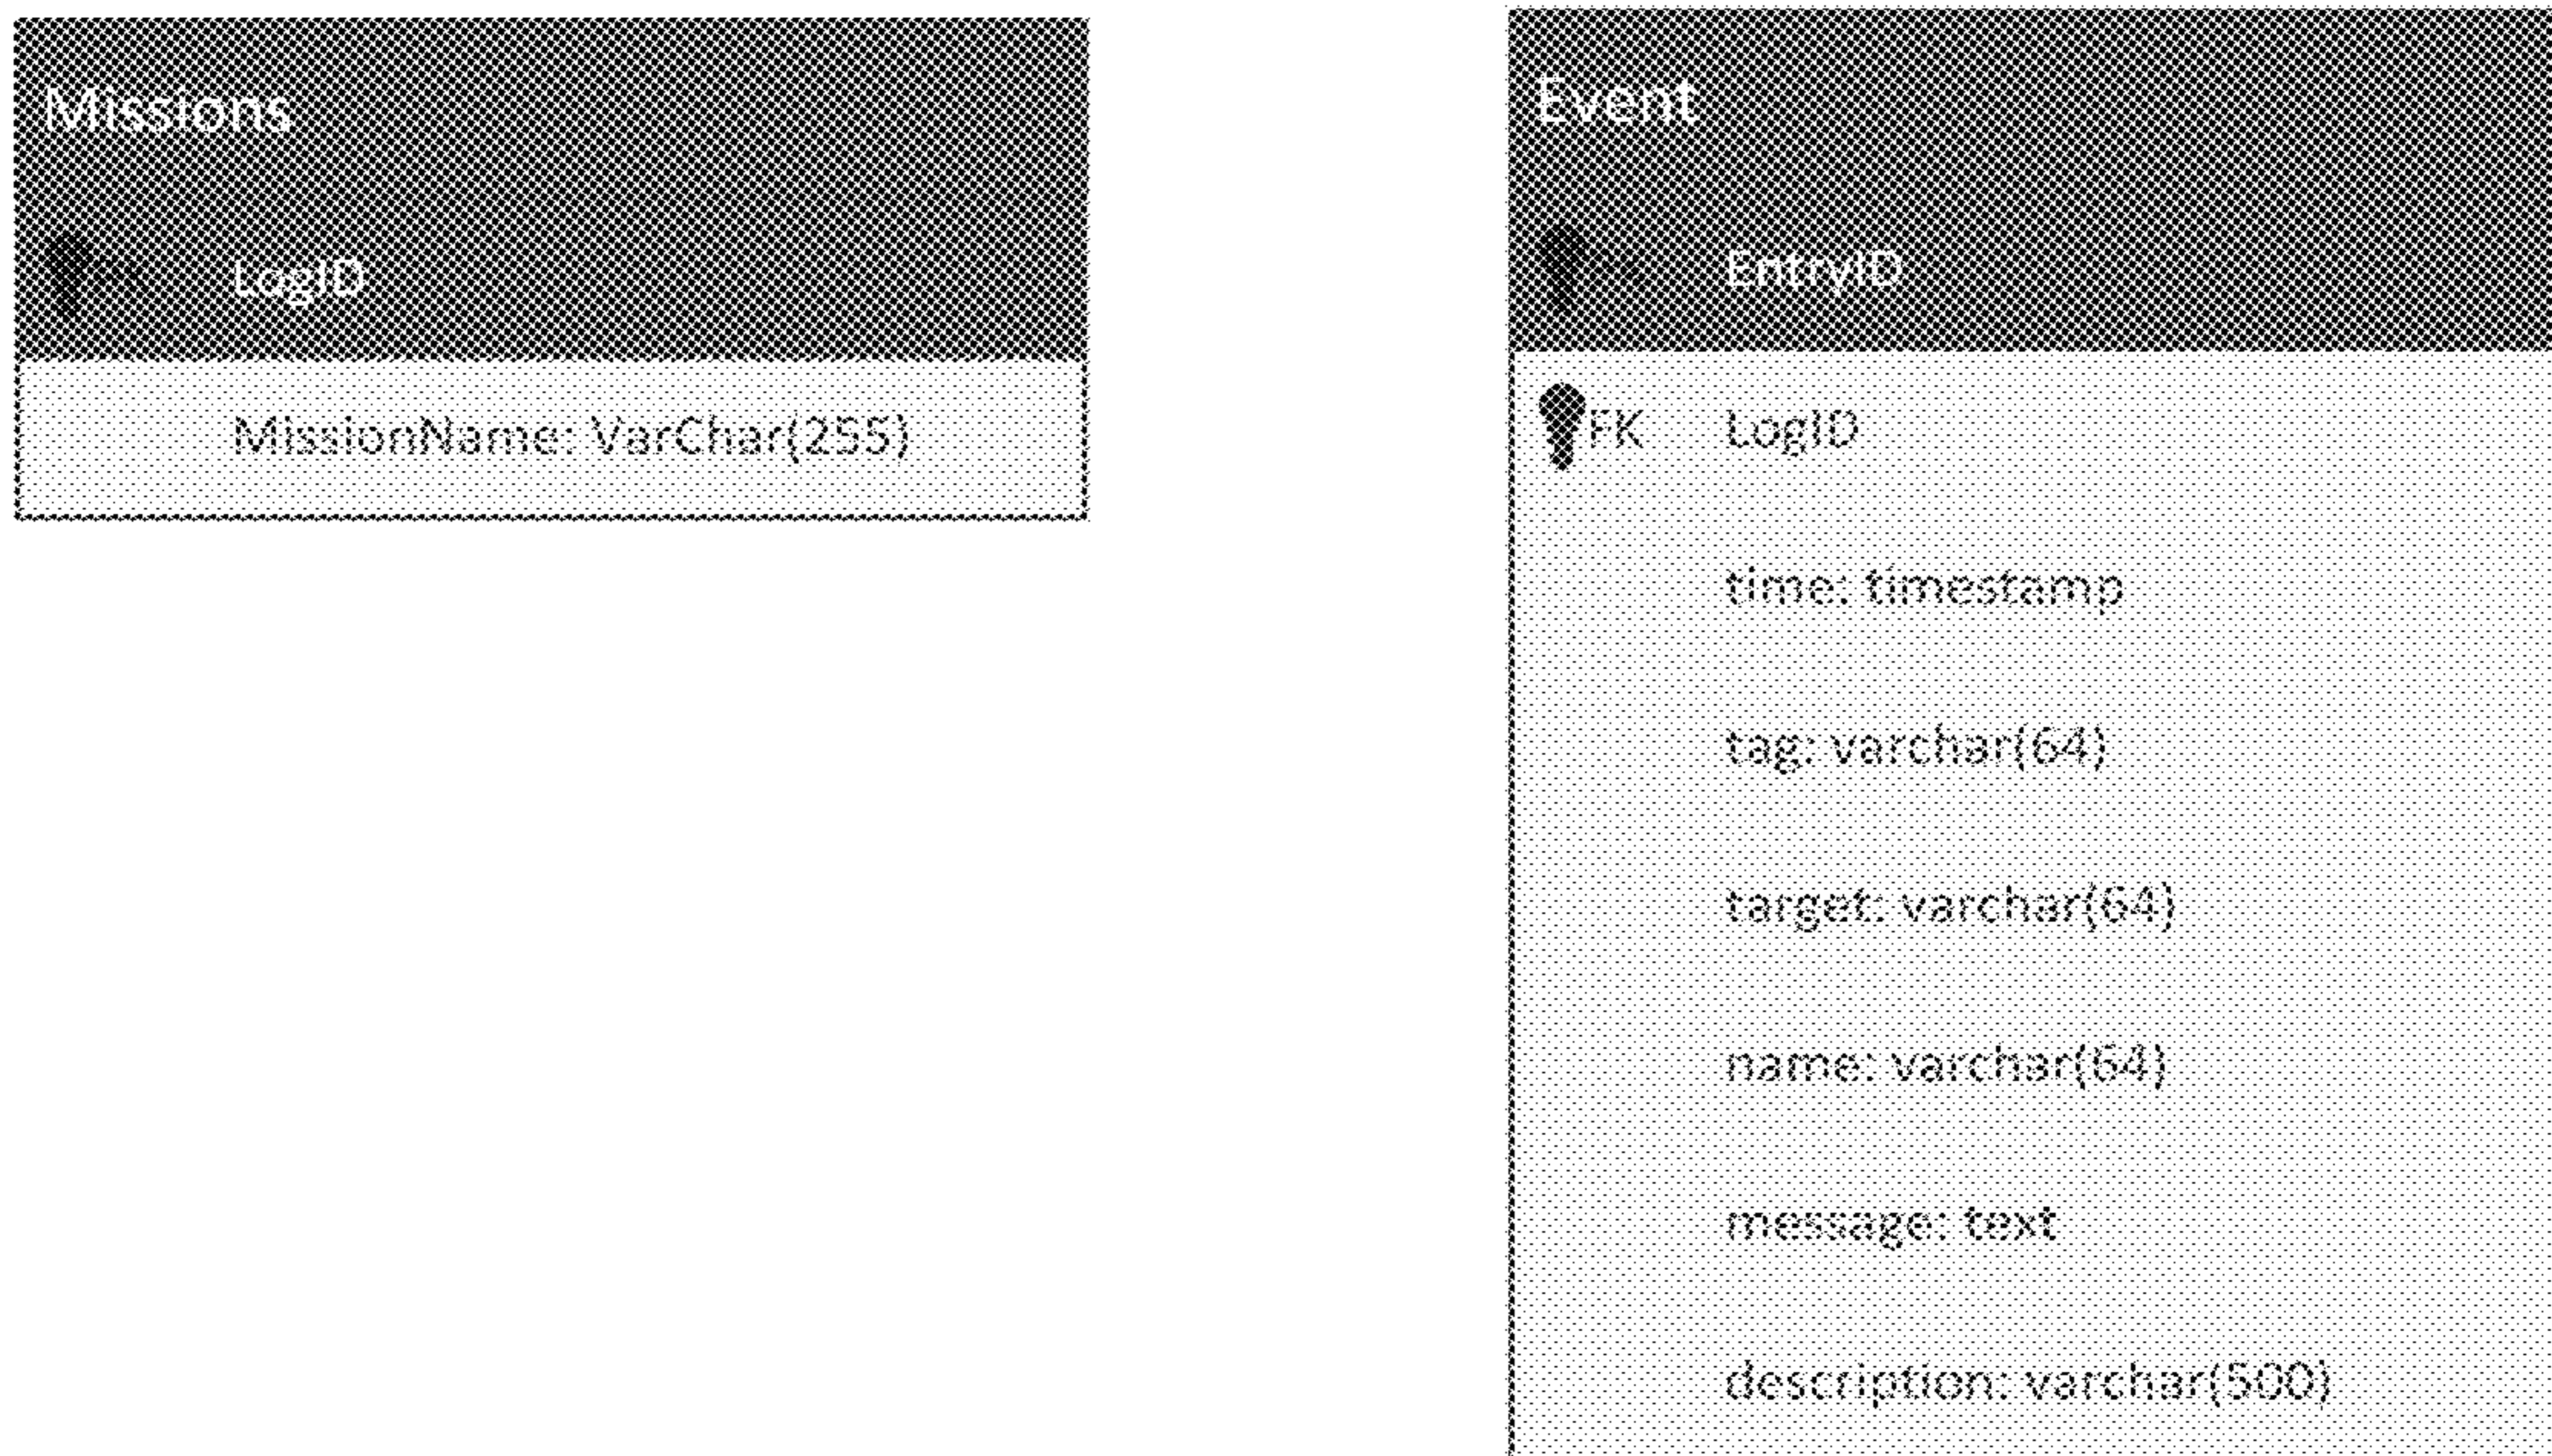 Missions
LogID
MissionName: VarChar(255)
Event
EntryID
FK LogID
time: timestamp
tag: varchar(64)
target: varchar(64)
name: varchar(64)
message: text
description: varchar(500)